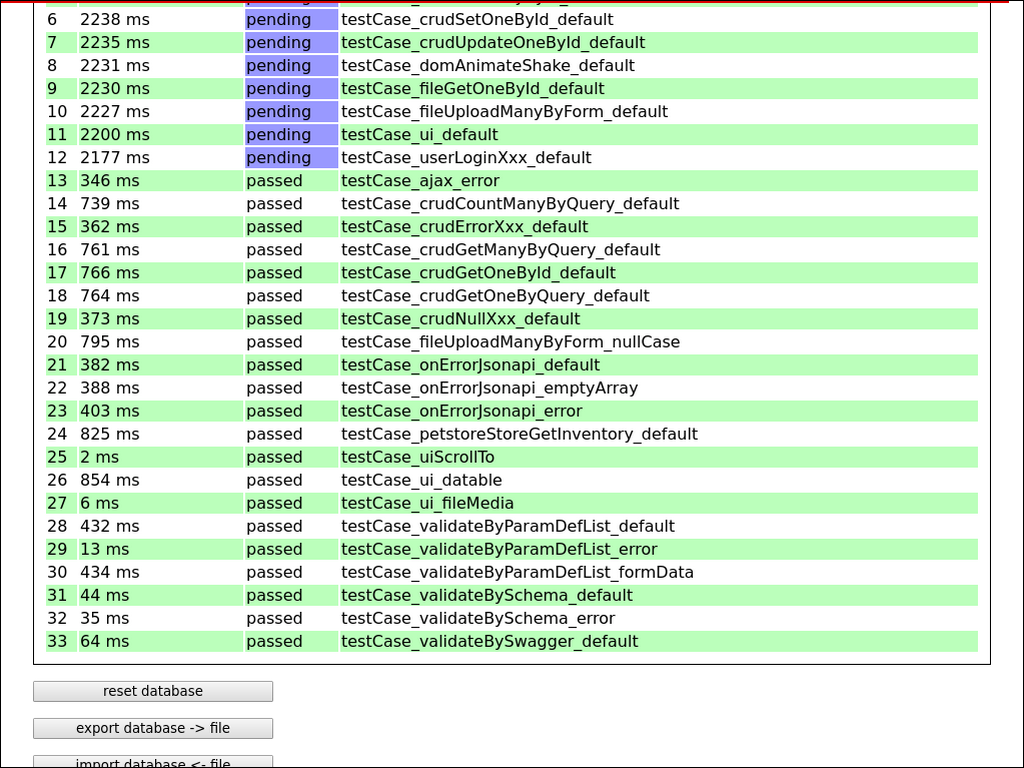 6 2238 ms pending testCase_crudSetOneById_default
7 2235 ms pending testCase_crudUpdateOneById_default
8 2231 ms pending testCase_domAnimateShake_default
9 2230 ms pending testCase_fileGetOneById_default
10 2227 ms pending testCase_fileUploadManyByForm_default
11 2200 ms pending testCase_ui_default
12 2177 ms pending testCase_userLoginXxx_default
13 346 ms passed testCase_ajax_error
14 739 ms passed testCase_crudCountManyByQuery_default
15 362 ms passed testCase_crudErrorXxx_default
16 761 ms passed testCase_crudGetManyByQuery_default
17 766 ms passed testCase_crudGetOneById_default
18 764 ms passed testCase_crudGetOneByQuery_default
19 373 ms passed testCase_crudNullXxx_default
20 795 ms passed testCase_fileUploadManyByForm_nullCase
21 382 ms passed testCase_onErrorJsonapi_default
22 388 ms passed testCase_onErrorJsonapi_emptyArray
23 403 ms passed testCase_onErrorJsonapi_error
24 825 ms passed testCase_petstoreStoreGetInventory_default
25 2 ms passed testCase_uiScrollTo
26 854 ms passed testCase_ui_datable
27 6 ms passed testCase_ui_fileMedia
28 432 ms passed testCase_validateByParamDefList_default
29 13 ms passed testCase_validateByParamDefList_error
30 434 ms passed testCase_validateByParamDefList_formData
31 44 ms passed testCase_validateBySchema_default
32 35 ms passed testCase_validateBySchema_error
33 64 ms passed testCase_validateBySwagger_default
reset database
export database -> file
import database <- file